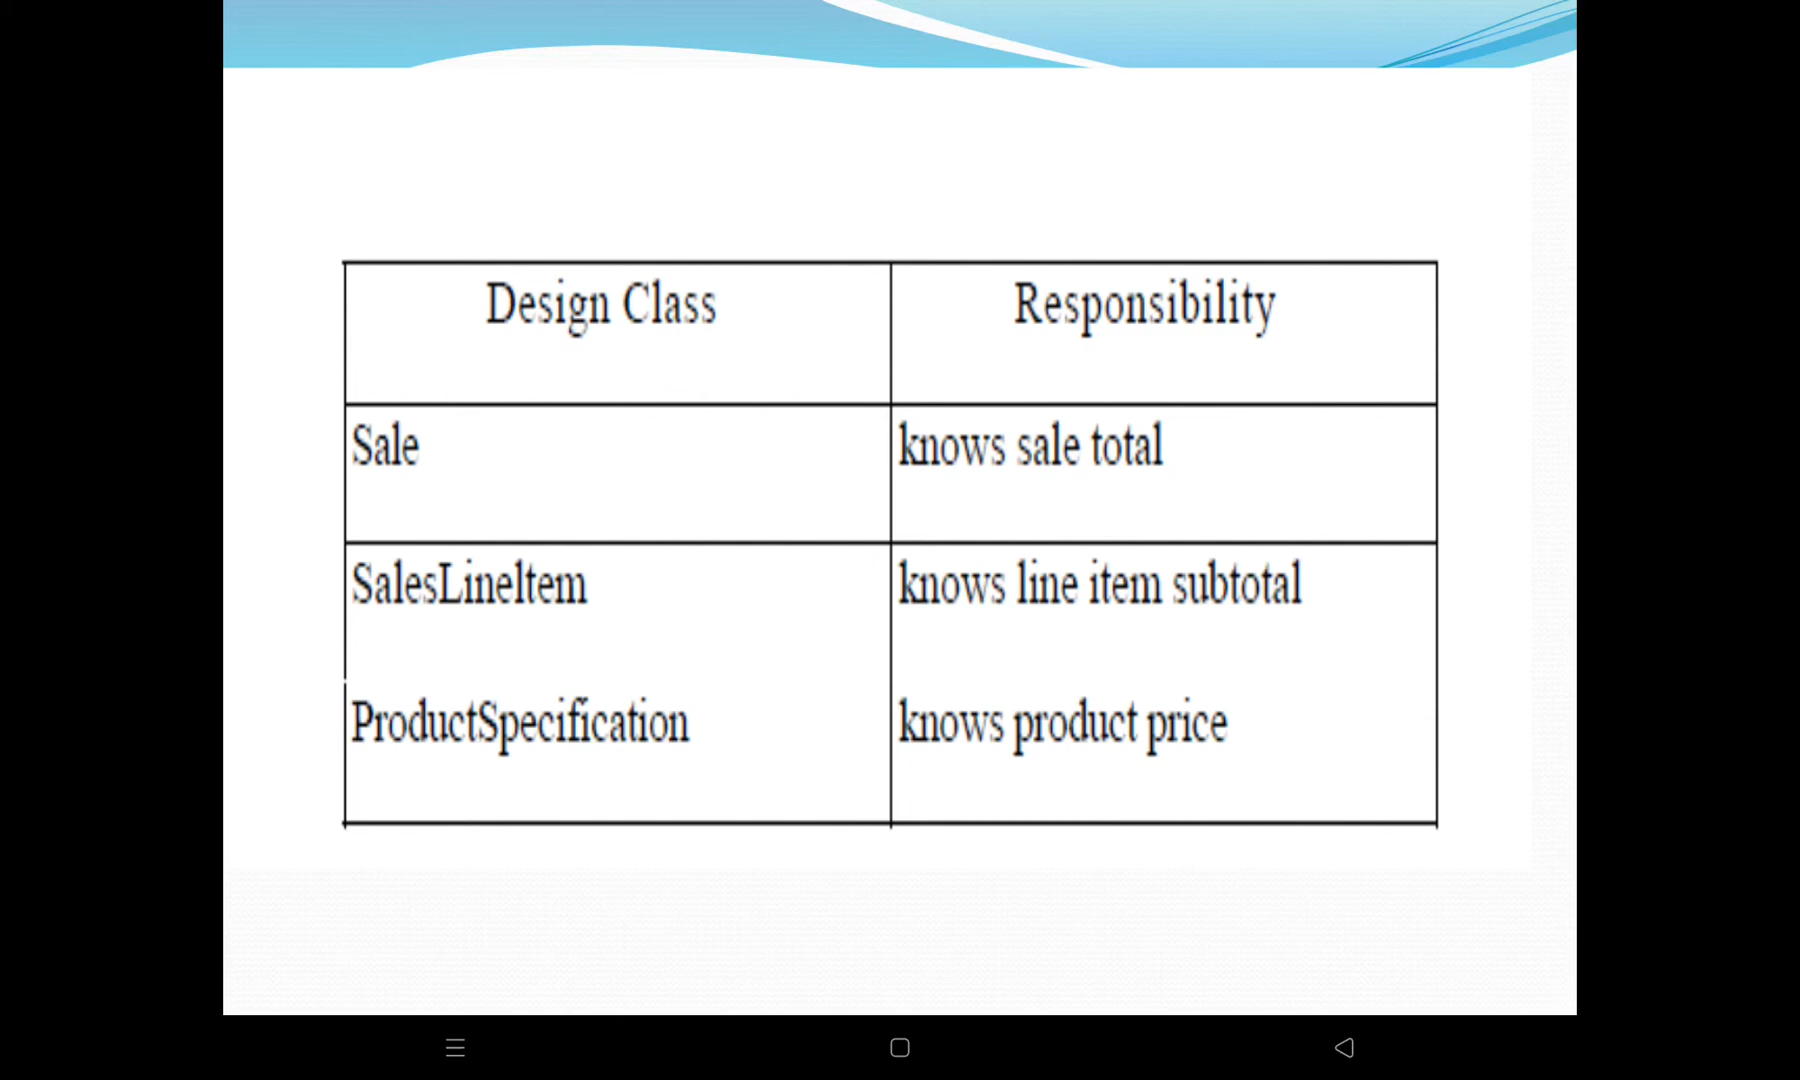 Design Class Responsibility
Sale knows sale total
SalesLineItem knows line item subtotal
ProductSpecification knows product price